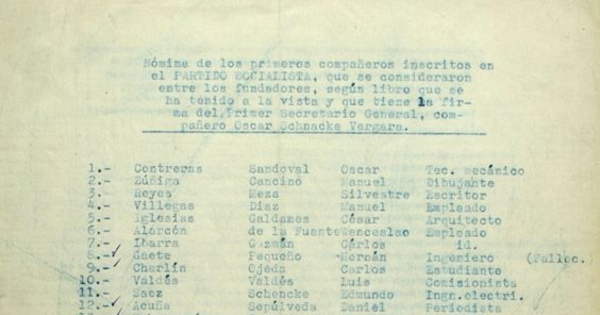 Nómina de los primeros compañeros inscritos en
el PARTIDO SOCIALISTA, que se consideraron
entre los fundadores, según libro que se
ha tenido a la vista y que tiene la fir-
ma del Primer Secretario General, com-
pañero Oscar Schnacke Vergara.
1.- Contreras Sandoval Oscar Tec. mecánico
2.- Zúñiga Cancino Manuel Dibujante
3.- Reyes Meza Silvestre Escritor
4.- Villegas Díaz Manuel Empleado
5.- Iglesias Galdames César Arquitecto
6.- Alarcón de la Fuente Wenceslao Empleado
7.- Ibarra Guzmán Carlos id.
8.- Gaete Pequeño Hernán Ingeniero (Fallec.)
9.- Charlín Ojeda Carlos Estudiante
10.- Valdés Valdés Luis Comisionista
11.- Saez Schencke Edmundo Ingn.electri.
12.- Acuña Sepúlveda Daniel Periodista